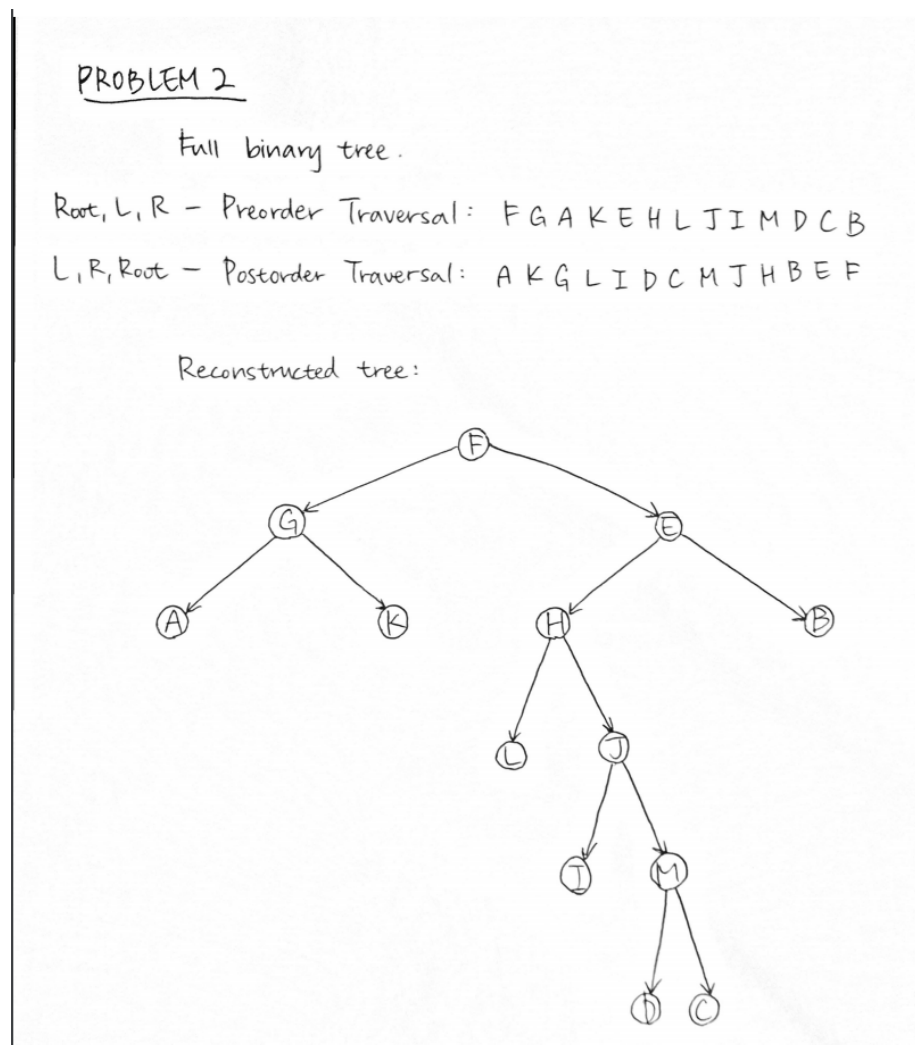 PROBLEM 2
Full binary tree.
Root, L, R - Preorder Traversal: F G A K E H L J I M D C B
L, R, Root - Postorder Traversal: A K G L I D C M J H B E F
Reconstructed tree:
F
G E
A K H B
L J
I M
D C